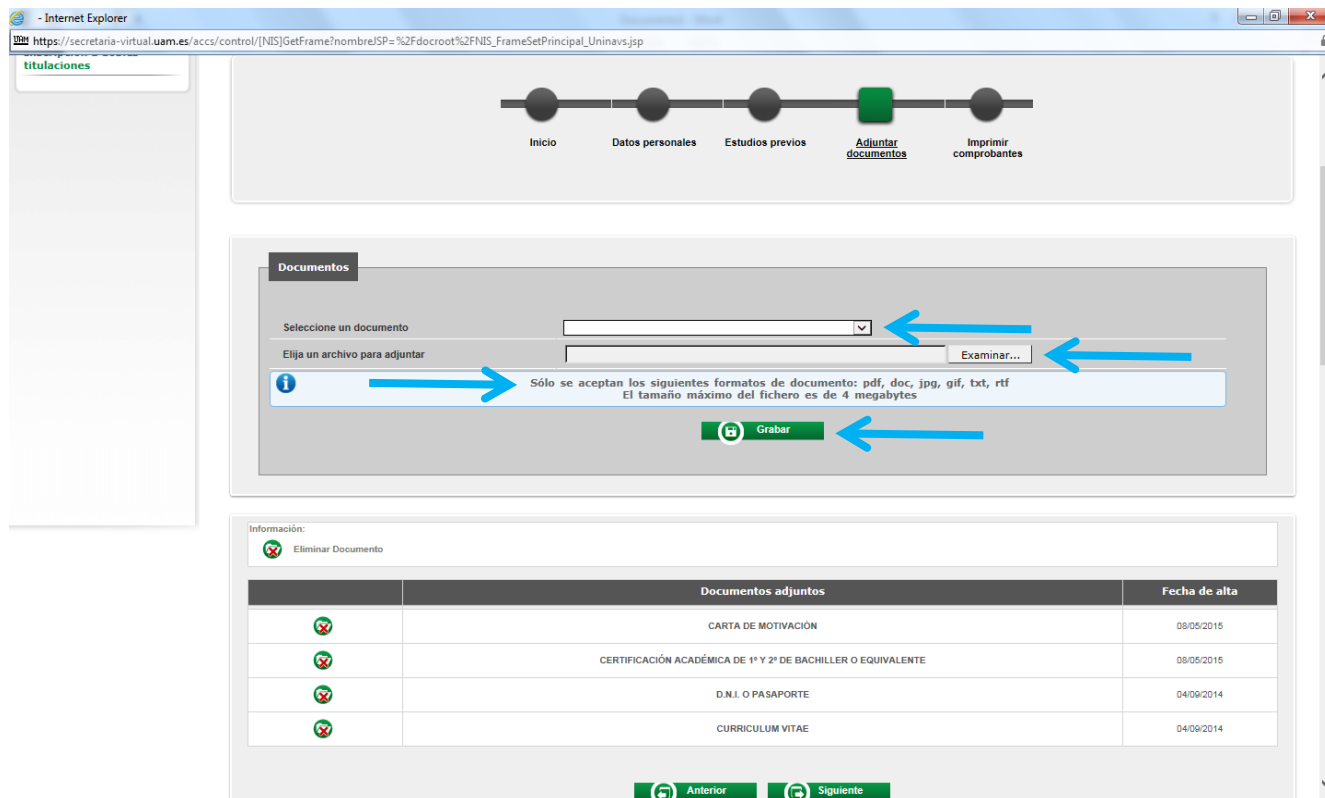 - Internet Explorer
UAM https://secretaria-virtual.uam.es/accs/control/[NIS]GetFrame?nombreJSP=%2Fdocroot%2FNIS_FrameSetPrincipal_Uninavs.jsp
titulaciones
Inicio
Datos personales
Estudios previos
Adjuntar
documentos
Imprimir
comprobantes
Documentos
Seleccione un documento
Elija un archivo para adjuntar
Examinar...
Sólo se aceptan los siguientes formatos de documento: pdf, doc, jpg, gif, txt, rtf
El tamaño máximo del fichero es de 4 megabytes
Grabar
Información:
Eliminar Documento
Documentos adjuntos
Fecha de alta
CARTA DE MOTIVACIÓN
08/05/2015
CERTIFICACIÓN ACADÉMICA DE 1º Y 2º DE BACHILLER O EQUIVALENTE
08/05/2015
D.N.I. O PASAPORTE
04/09/2014
CURRICULUM VITAE
04/09/2014
Anterior
Siguiente